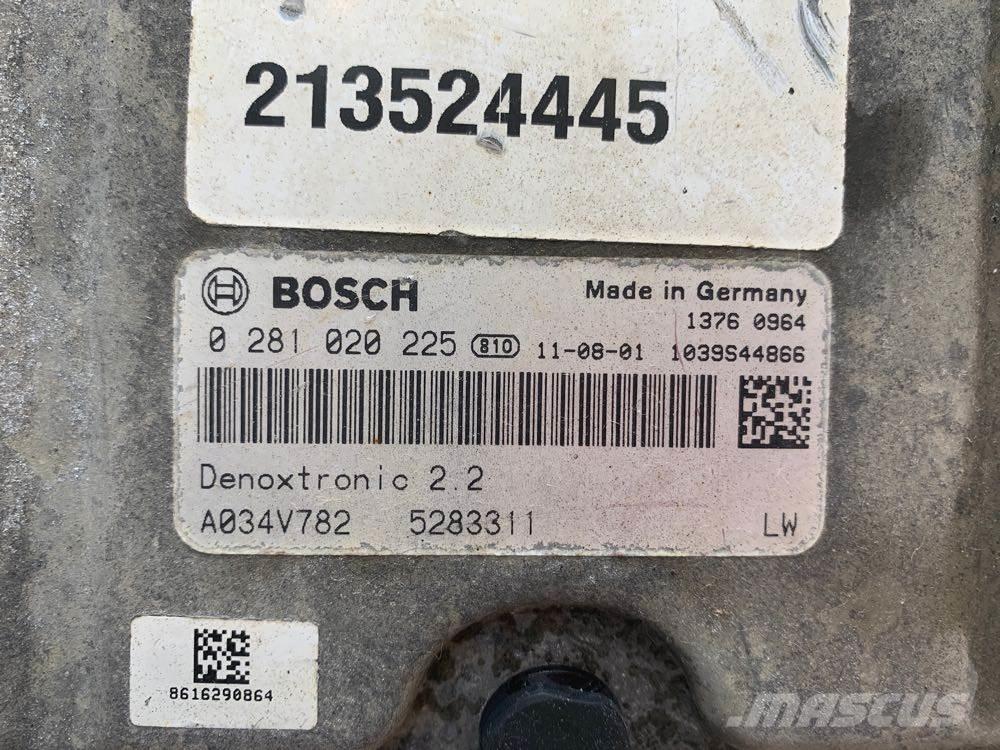 213524445
BOSCH Made in Germany
1376 0964
0 281 020 225 810 11-08-01 1039S44866
Denoxtronic 2.2
A034V782 5283311 LW
8616290864
MASCUS